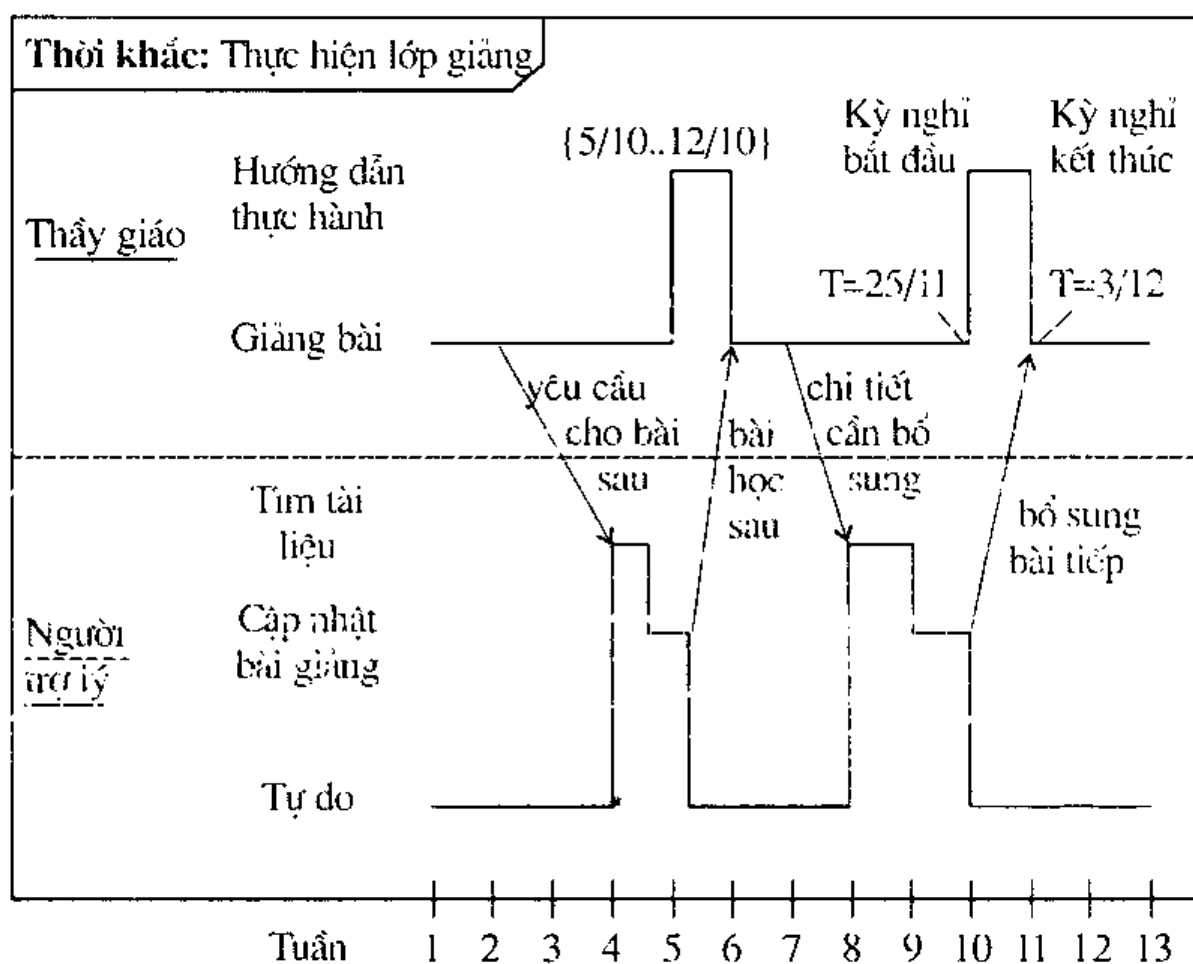 Thời khắc: Thực hiện lớp giảng
{5/10..12/10}
Kỳ nghỉ
bắt đầu
Kỳ nghỉ
kết thúc
Hướng dẫn
thực hành
Thầy giáo
T=25/11
T=3/12
Giảng bài
yêu cầu
cho bài
sau
bài
học
sau
chi tiết
cần bổ
sung
Tìm tài
liệu
bổ sung
bài tiếp
Cập nhật
bài giảng
Người
trợ lý
Tự do
Tuần 1 2 3 4 5 6 7 8 9 10 11 12 13